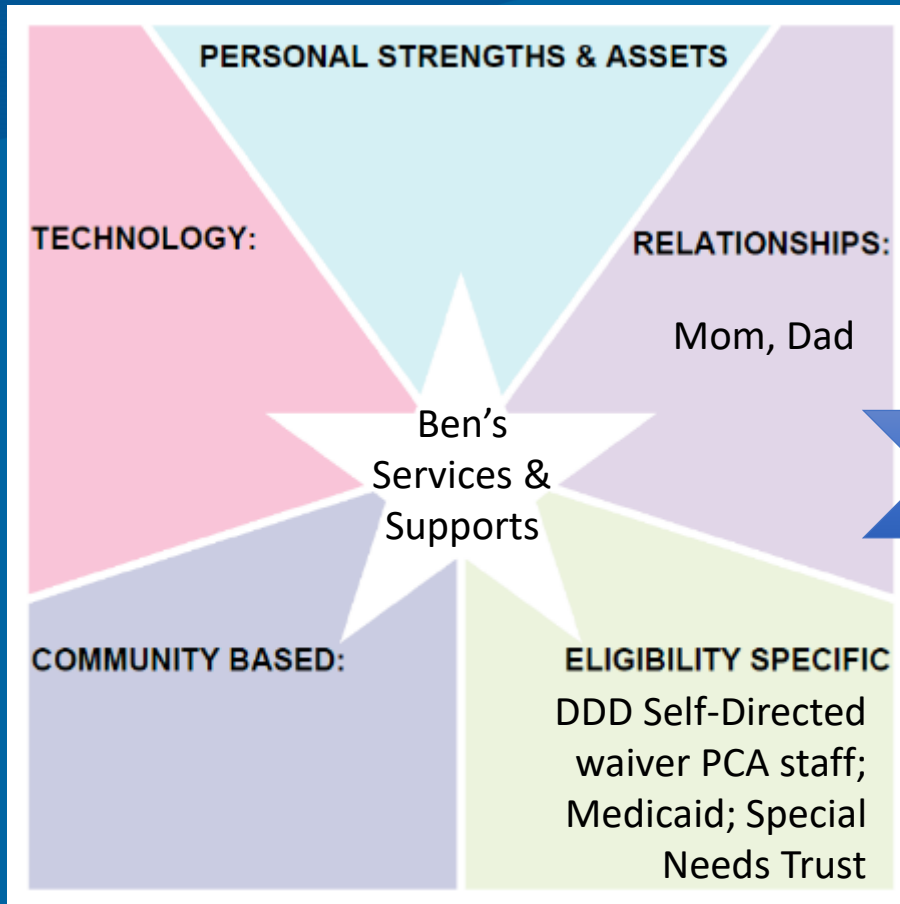 PERSONAL STRENGTHS & ASSETS
TECHNOLOGY:
RELATIONSHIPS:
Mom, Dad
Ben’s
Services &
Supports
COMMUNITY BASED:
ELIGIBILITY SPECIFIC
DDD Self-Directed
waiver PCA staff;
Medicaid; Special
Needs Trust